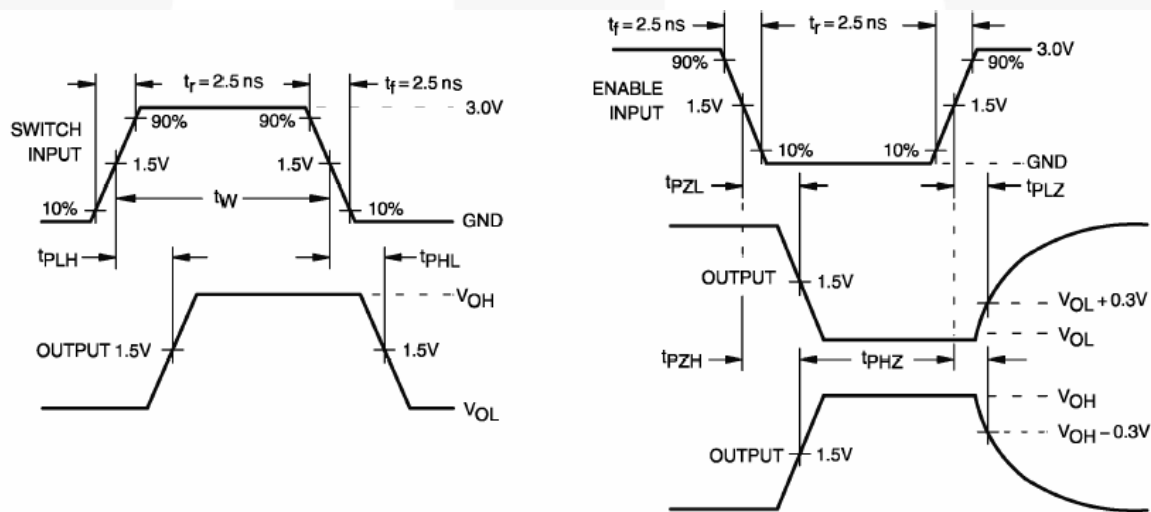 tr = 2.5 ns
tf = 2.5 ns
3.0V
SWITCH
INPUT
90%
90%
1.5V
1.5V
10%
tW
10%
GND
tPLH
tPHL
VOH
OUTPUT 1.5V
1.5V
VOL
tf = 2.5 ns
tr = 2.5 ns
3.0V
90%
90%
ENABLE
INPUT
1.5V
1.5V
10%
10%
GND
tPZL
tPLZ
OUTPUT
1.5V
VOL + 0.3V
VOL
tPZH
tPHZ
VOH
VOH – 0.3V
OUTPUT
1.5V